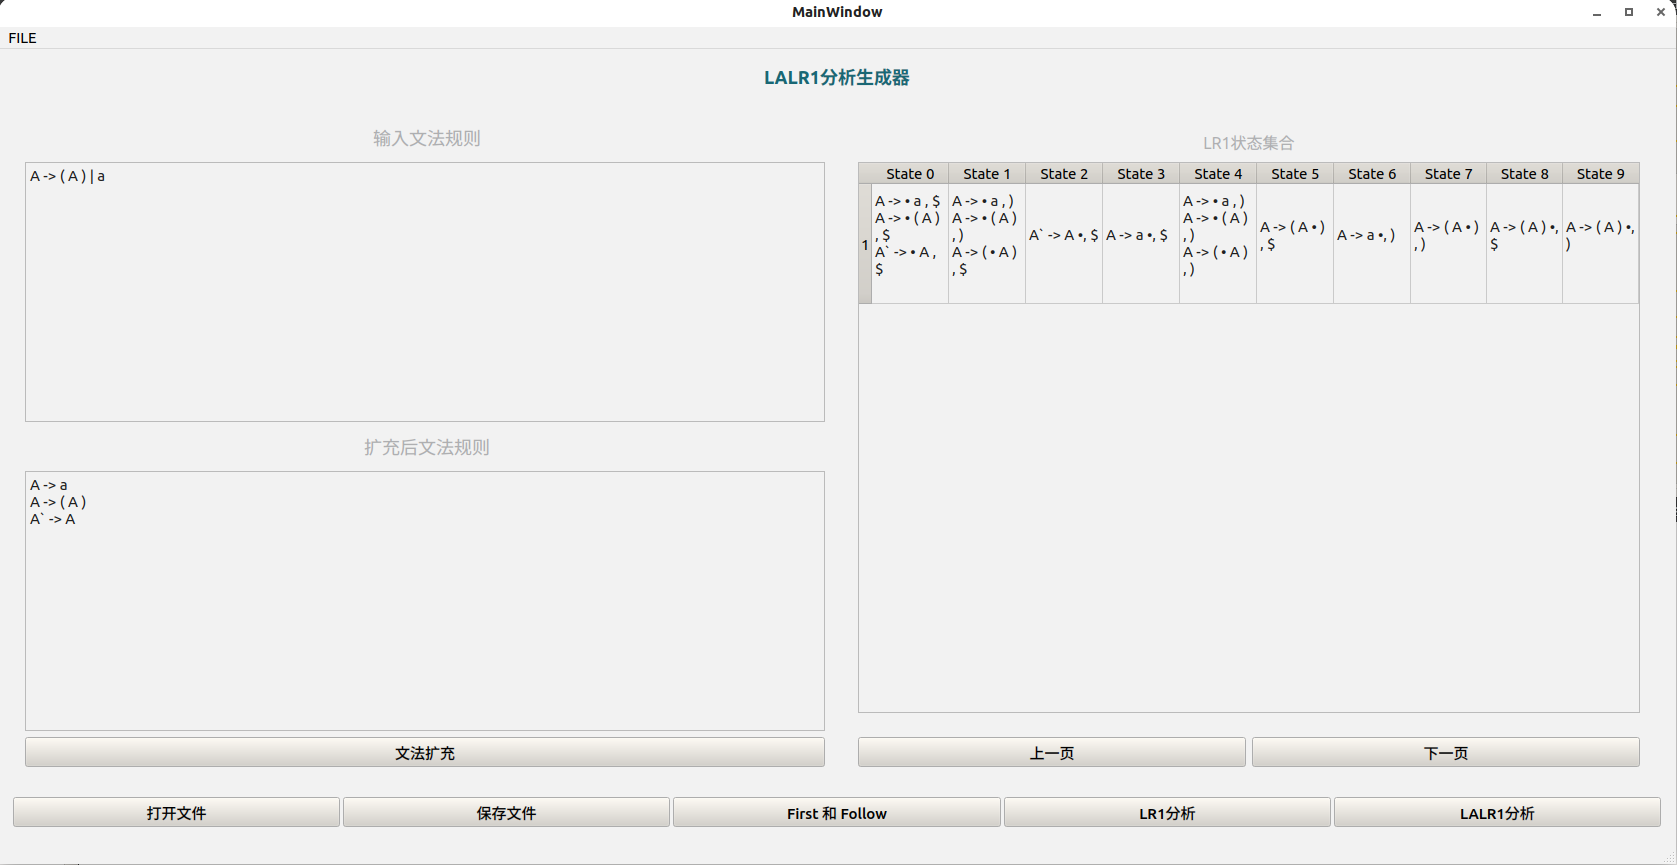 MainWindow
FILE
LALR1分析生成器
输入文法规则
A -> ( A ) | a
扩充后文法规则
A -> a
A -> ( A )
A` -> A
文法扩充
LR1状态集合
State 0 State 1 State 2 State 3 State 4 State 5 State 6 State 7 State 8 State 9
1
A -> • a , $
A -> • ( A )
, $
A` -> • A ,
$
A -> • a , )
A -> • ( A )
, )
A -> ( • A )
, $
A` -> A •, $
A -> a •, $
A -> • a , )
A -> • ( A )
, )
A -> ( • A )
, )
A -> ( A • )
, $
A -> a •, )
A -> ( A • )
, )
A -> ( A ) •,
$
A -> ( A ) •,
)
上一页
下一页
打开文件
保存文件
First 和 Follow
LR1分析
LALR1分析